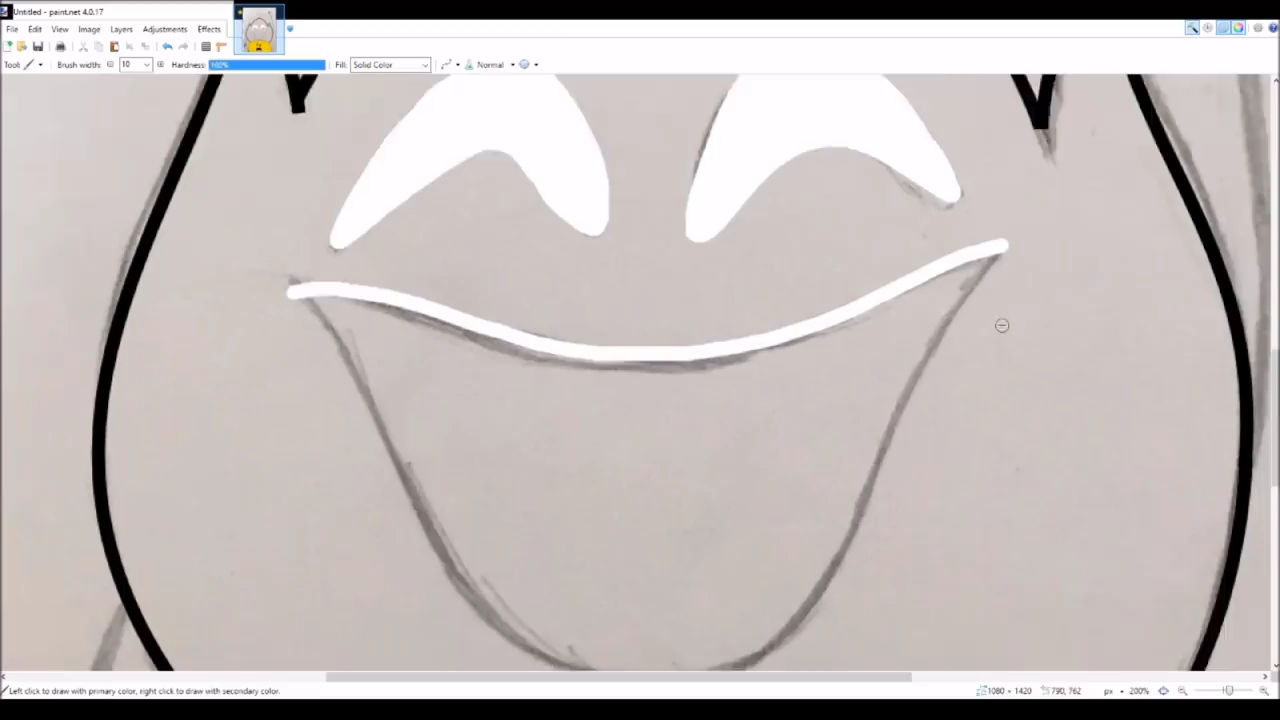 Untitled - paint.net 4.0.17
File Edit View Image Layers Adjustments Effects
Tool: Brush width: 10 Hardness: 100% Fill: Solid Color Normal
Left click to draw with primary color, right click to draw with secondary color. 1080 × 1420 790, 762 px 200%